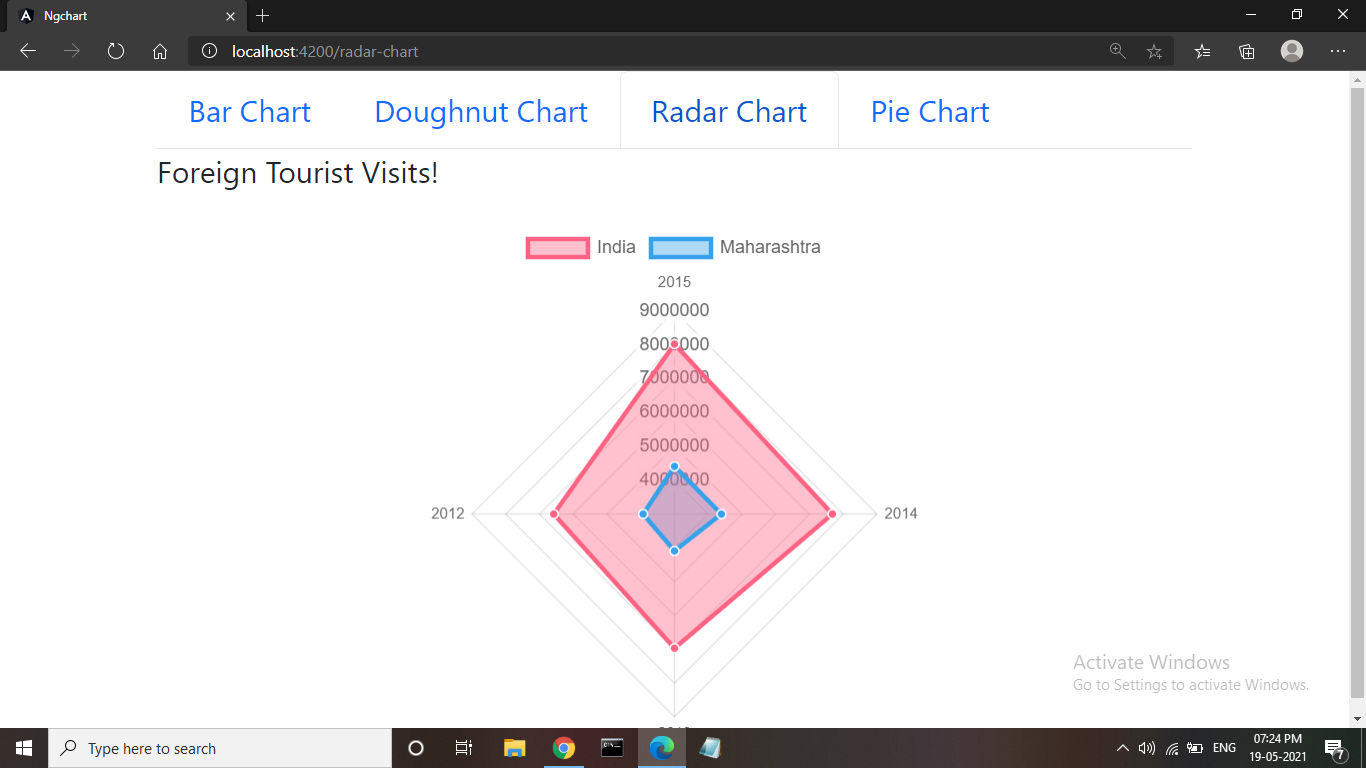 Ngchart
localhost:4200/radar-chart
Bar Chart
Doughnut Chart
Radar Chart
Pie Chart
Foreign Tourist Visits!
India
Maharashtra
2015
9000000
8000000
7000000
6000000
5000000
4000000
2012
2014
Activate Windows
Go to Settings to activate Windows.
Type here to search
ENG
07:24 PM
19-05-2021
7